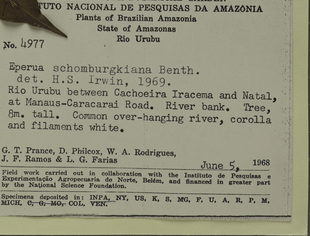 TUTO NACIONAL DE PESQUISAS DA AMAZÔNIA
Plants of Brazilian Amazonia
State of Amazonas
Rio Urubu
No. 4977
Eperua schomburgkiana Benth.
det. H.S. Irwin, 1969.
Rio Urubu between Cachoeira Iracema and Natal,
at Manaus-Caracarai Road. River bank. Tree,
8m. tall. Common over-hanging river, corolla
and filaments white.
G. T. Prance, D. Philcox, W. A. Rodrigues,
J. F. Ramos & L. G. Farias
June 5, 1968
Field work carried out in collaboration with the Instituto de Pesquisas e
Experimentação Agropecuaria do Norte, Belém, and financed in greater part
by the National Science Foundation.
Specimens deposited in: INPA, NY, US, K, S, MG, F, U, A, R, P, M,
MICH, C, G, MO, COL, VEN.